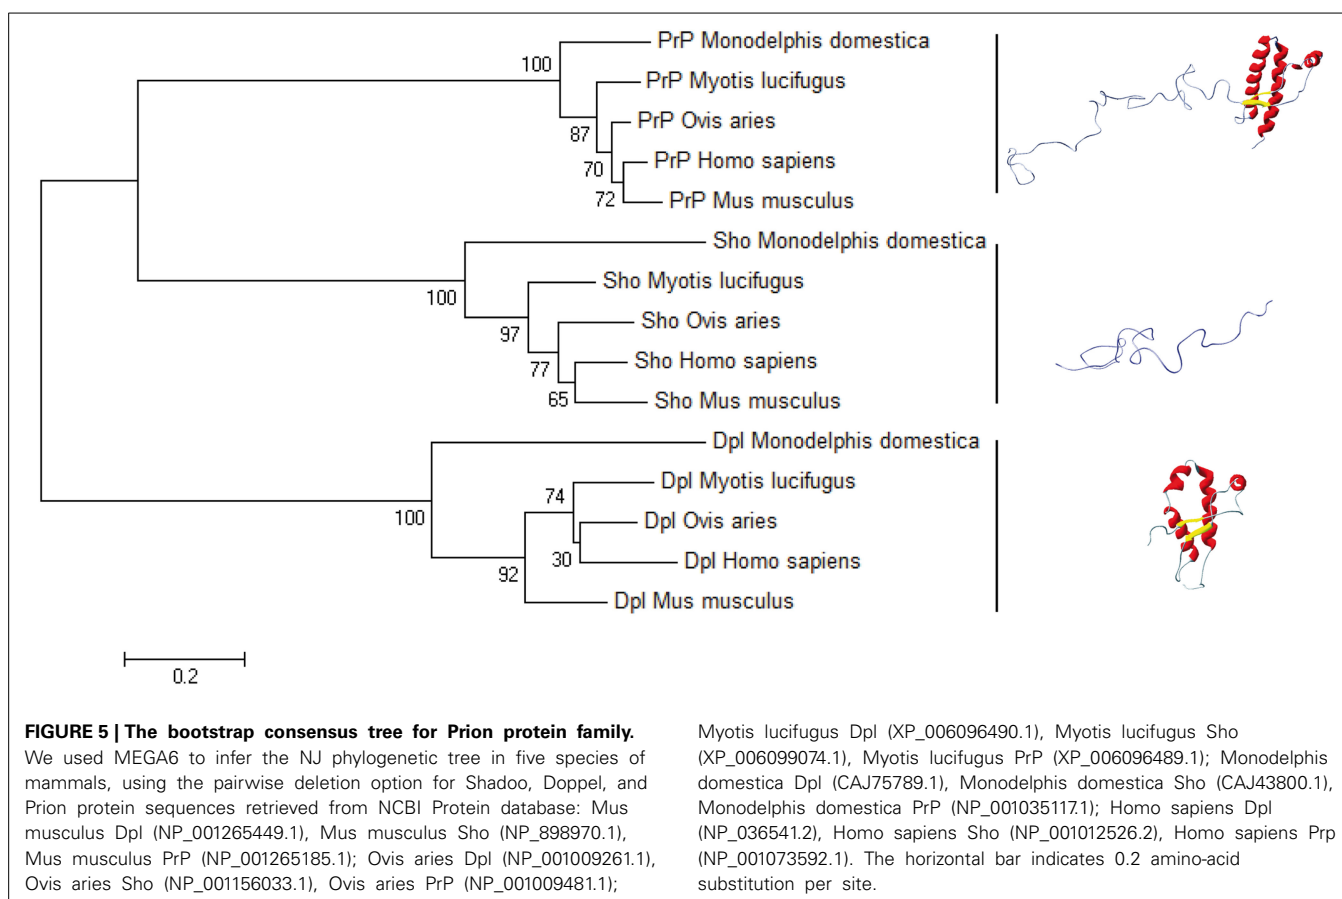 PrP Monodelphis domestica
100
PrP Myotis lucifugus
PrP Ovis aries
87
PrP Homo sapiens
70
PrP Mus musculus
72
Sho Monodelphis domestica
Sho Myotis lucifugus
100
Sho Ovis aries
97
Sho Homo sapiens
77
Sho Mus musculus
65
Dpl Monodelphis domestica
Dpl Myotis lucifugus
74
Dpl Ovis aries
100
Dpl Homo sapiens
30
92
Dpl Mus musculus
0.2
FIGURE 5 | The bootstrap consensus tree for Prion protein family.
We used MEGA6 to infer the NJ phylogenetic tree in five species of
mammals, using the pairwise deletion option for Shadoo, Doppel, and
Prion protein sequences retrieved from NCBI Protein database: Mus
musculus Dpl (NP_001265449.1), Mus musculus Sho (NP_898970.1),
Mus musculus PrP (NP_001265185.1); Ovis aries Dpl (NP_001009261.1),
Ovis aries Sho (NP_001156033.1), Ovis aries PrP (NP_001009481.1);
Myotis lucifugus Dpl (XP_006096490.1), Myotis lucifugus Sho
(XP_006099074.1), Myotis lucifugus PrP (XP_006096489.1); Monodelphis
domestica Dpl (CAJ75789.1), Monodelphis domestica Sho (CAJ43800.1),
Monodelphis domestica PrP (NP_001035117.1); Homo sapiens Dpl
(NP_036541.2), Homo sapiens Sho (NP_001012526.2), Homo sapiens Prp
(NP_001073592.1). The horizontal bar indicates 0.2 amino-acid
substitution per site.